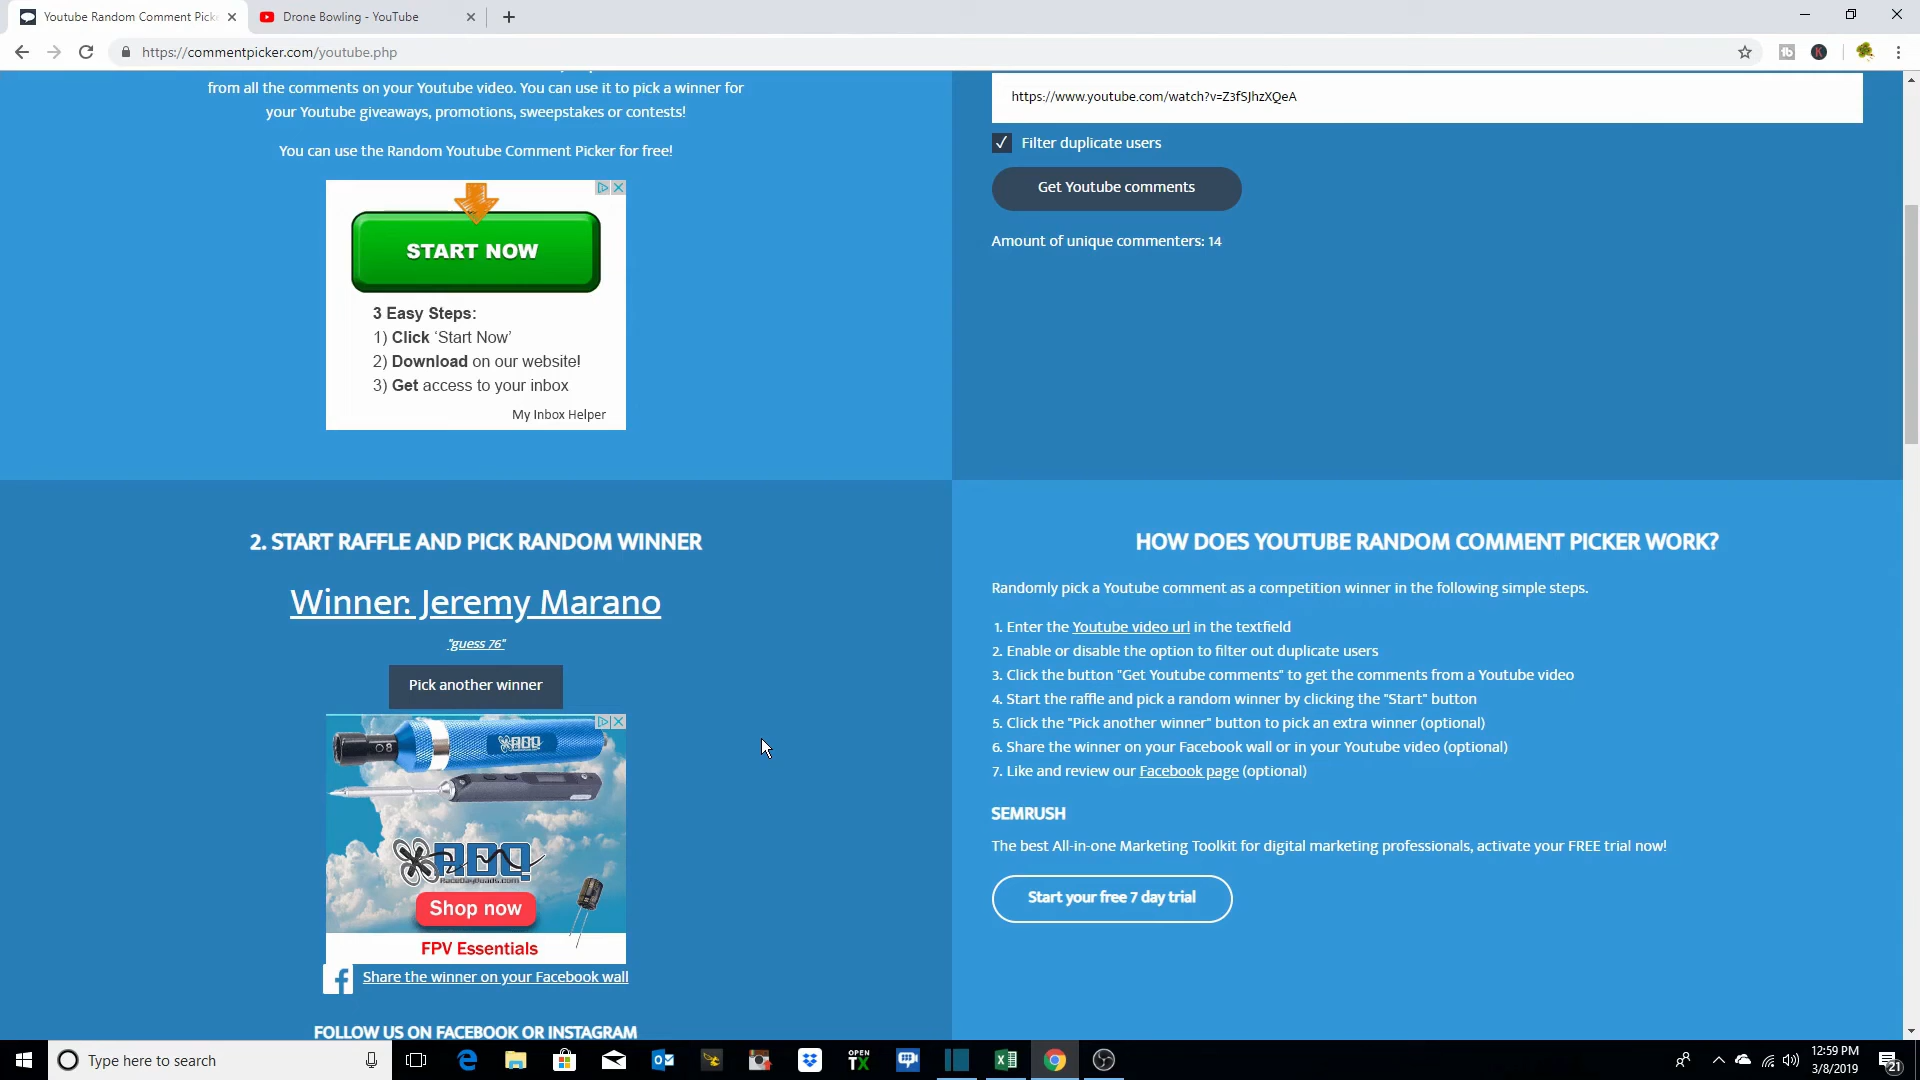 Youtube Random Comment Picke
Drone Bowling - YouTube
https://commentpicker.com/youtube.php
from all the comments on your Youtube video. You can use it to pick a winner for
your Youtube giveaways, promotions, sweepstakes or contests!
You can use the Random Youtube Comment Picker for free!
START NOW
3 Easy Steps:
1) Click ‘Start Now’
2) Download on our website!
3) Get access to your inbox
My Inbox Helper
https://www.youtube.com/watch?v=Z3fSJhzXQeA
Filter duplicate users
Get Youtube comments
Amount of unique commenters: 14
2. START RAFFLE AND PICK RANDOM WINNER
Winner: Jeremy Marano
"guess 76"
Pick another winner
RDQ
RDQ
RaceDayQuads.com
Shop now
FPV Essentials
Share the winner on your Facebook wall
FOLLOW US ON FACEBOOK OR INSTAGRAM
HOW DOES YOUTUBE RANDOM COMMENT PICKER WORK?
Randomly pick a Youtube comment as a competition winner in the following simple steps.
1. Enter the Youtube video url in the textfield
2. Enable or disable the option to filter out duplicate users
3. Click the button "Get Youtube comments" to get the comments from a Youtube video
4. Start the raffle and pick a random winner by clicking the "Start" button
5. Click the "Pick another winner" button to pick an extra winner (optional)
6. Share the winner on your Facebook wall or in your Youtube video (optional)
7. Like and review our Facebook page (optional)
SEMRUSH
The best All-in-one Marketing Toolkit for digital marketing professionals, activate your FREE trial now!
Start your free 7 day trial
Type here to search
OPEN
TX
12:59 PM
3/8/2019
21